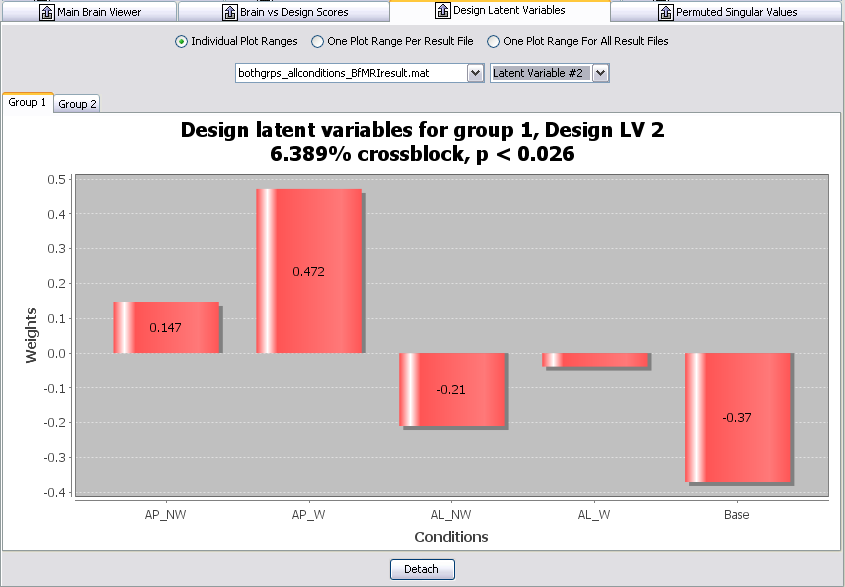 Main Brain Viewer
Brain vs Design Scores
Design Latent Variables
Permuted Singular Values
Individual Plot Ranges
One Plot Range Per Result File
One Plot Range For All Result Files
bothgrps_allconditions_BfMRIresult.mat
Latent Variable #2
Group 1
Group 2
Design latent variables for group 1, Design LV 2
6.389% crossblock, p < 0.026
0.5
0.4
0.3
0.2
0.1
0.0
-0.1
-0.2
-0.3
-0.4
Weights
0.147
0.472
-0.21
-0.37
AP_NW
AP_W
AL_NW
AL_W
Base
Conditions
Detach